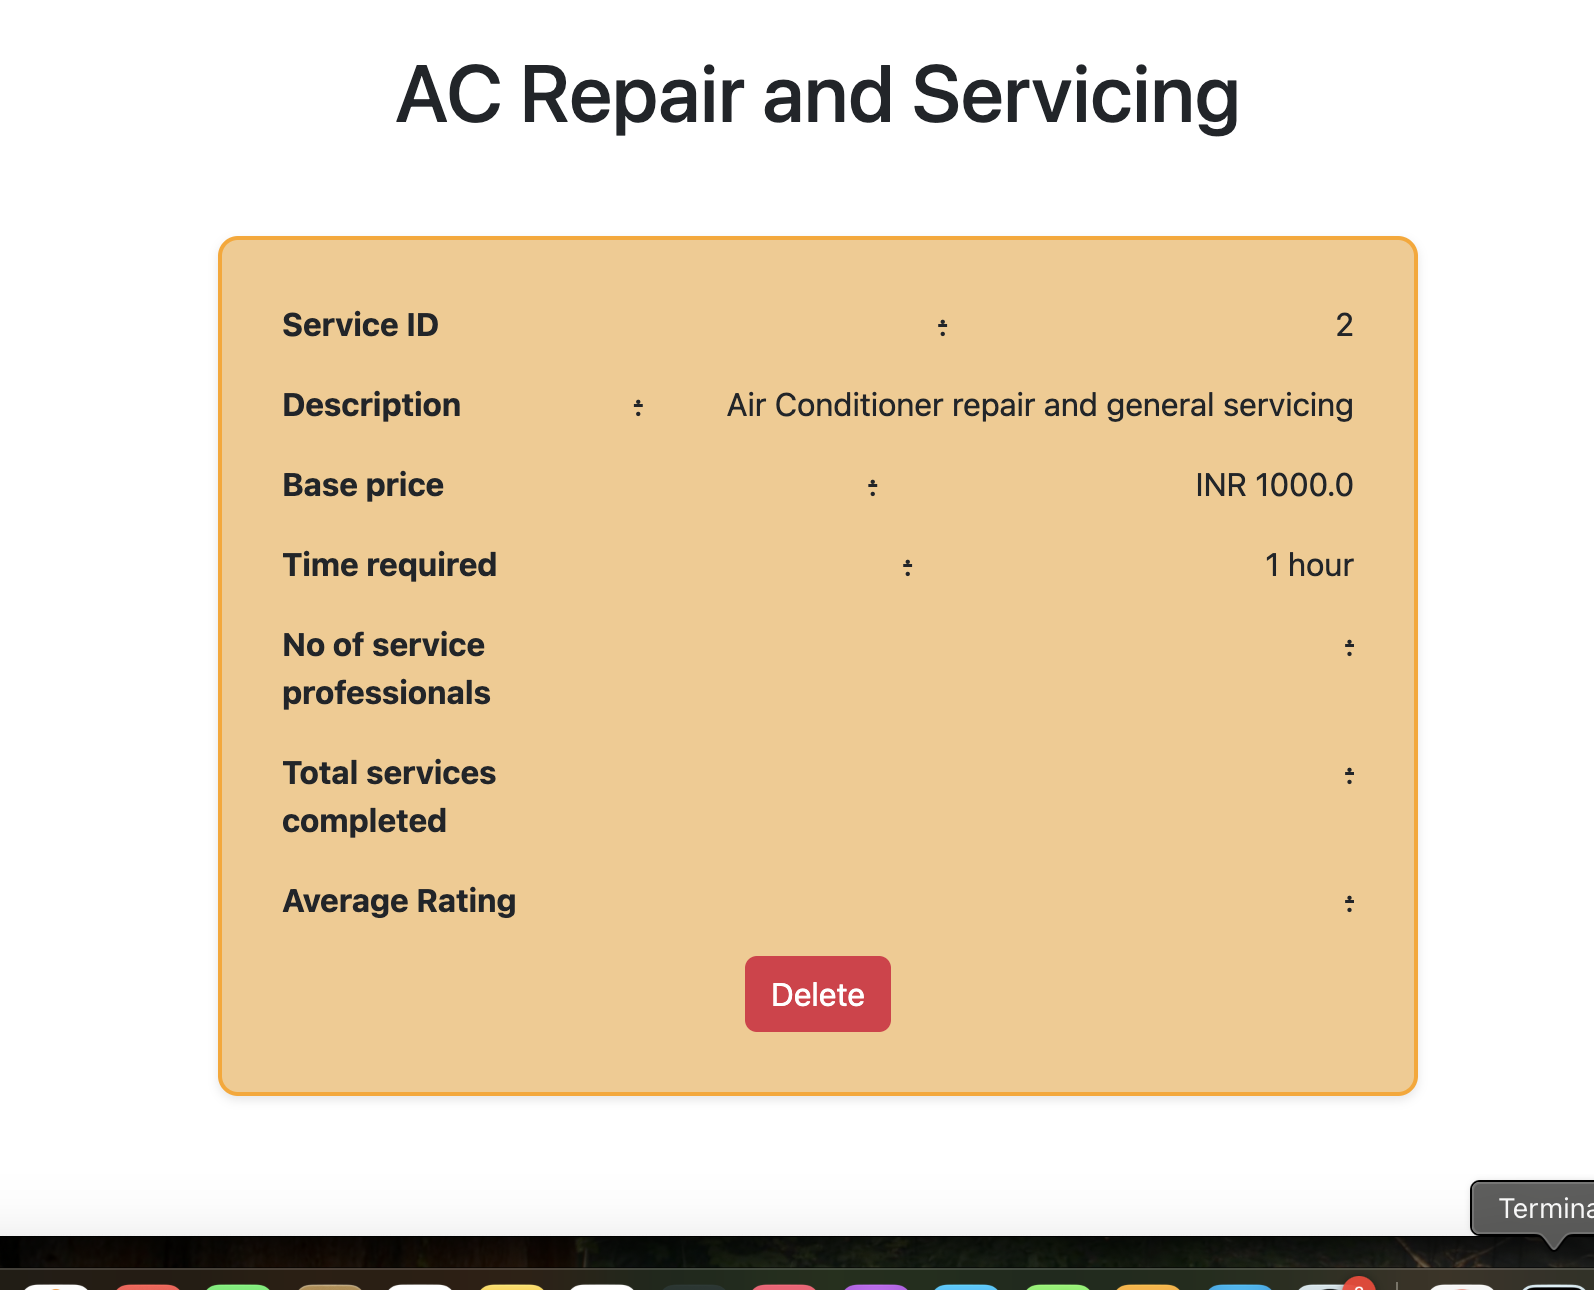 AC Repair and Servicing
Service ID : 2
Description : Air Conditioner repair and general servicing
Base price : INR 1000.0
Time required : 1 hour
No of service :
professionals
Total services :
completed
Average Rating :
Delete